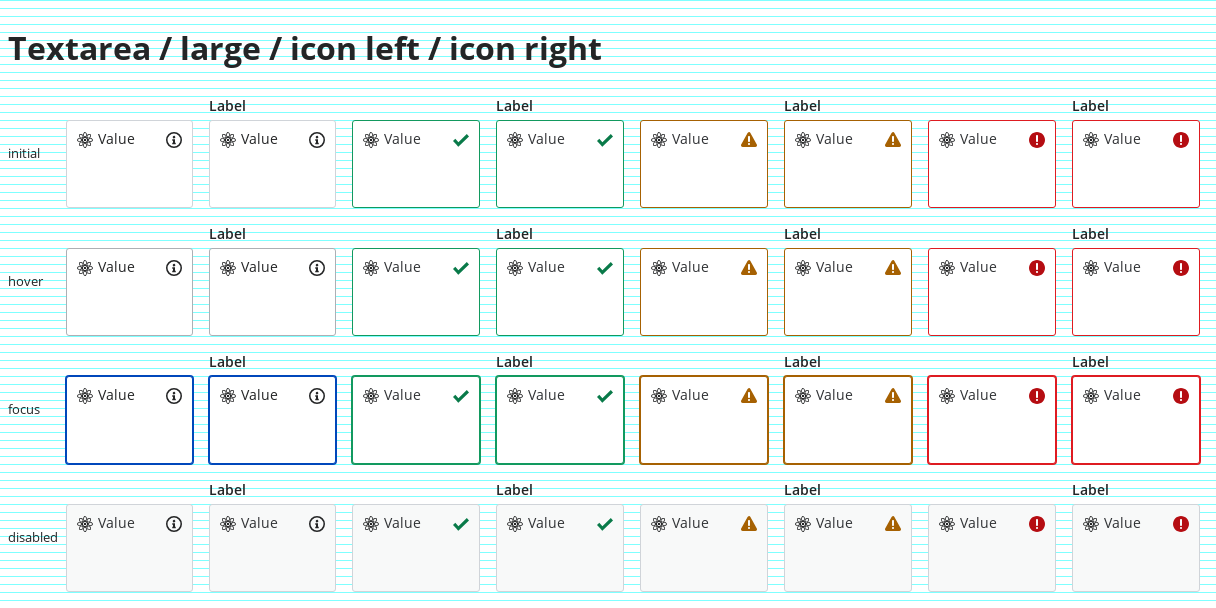 Textarea / large / icon left / icon right
Label Label Label Label
initial Value Value Value Value Value Value Value Value
Label Label Label Label
hover Value Value Value Value Value Value Value Value
Label Label Label Label
focus Value Value Value Value Value Value Value Value
Label Label Label Label
disabled Value Value Value Value Value Value Value Value